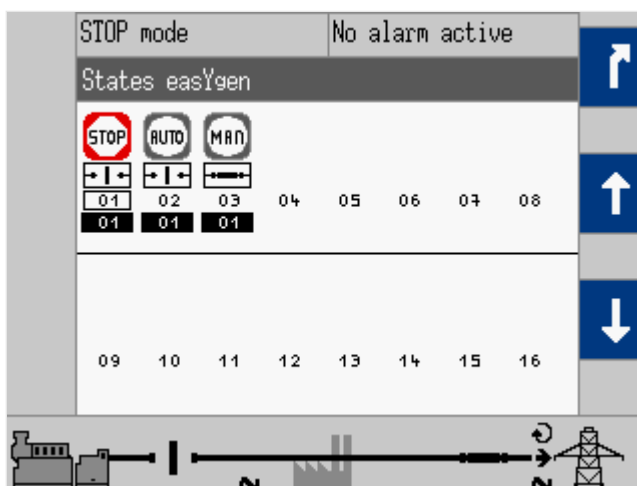 STOP mode No alarm active
States easYgen
STOP AUTO MAN
01 02 03 04 05 06 07 08
01 01 01
09 10 11 12 13 14 15 16